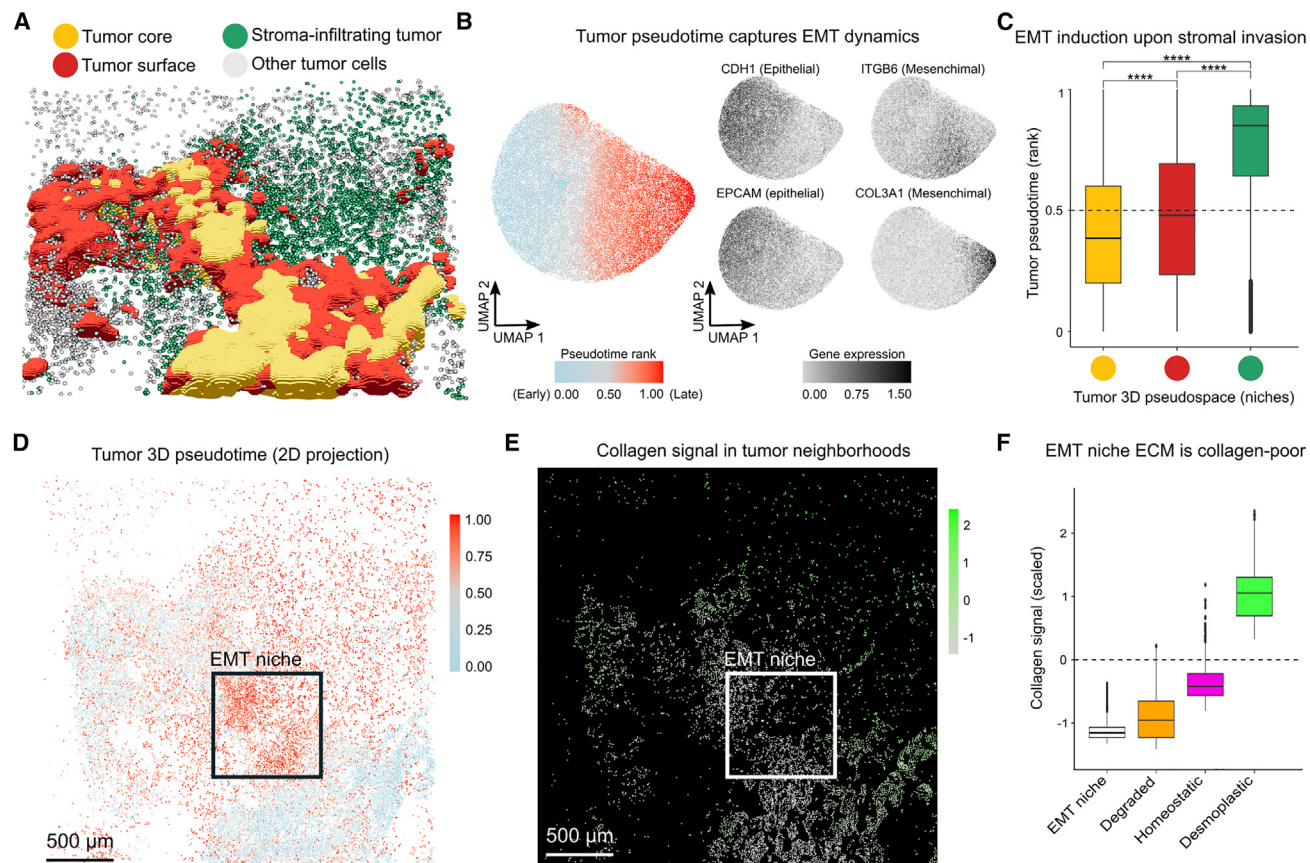 A
Tumor core
Stroma-infiltrating tumor
Tumor surface
Other tumor cells
B
Tumor pseudotime captures EMT dynamics
CDH1 (Epithelial)
ITGB6 (Mesenchimal)
EPCAM (epithelial)
COL3A1 (Mesenchimal)
UMAP 2
UMAP 1
UMAP 2
UMAP 1
Pseudotime rank
(Early) 0.00 0.50 1.00 (Late)
Gene expression
0.00 0.75 1.50
C
EMT induction upon stromal invasion
****
**** ****
Tumor pseudotime (rank)
1
0.5
0
Tumor 3D pseudospace (niches)
D
Tumor 3D pseudotime (2D projection)
1.00
0.75
0.50
0.25
0.00
EMT niche
500 µm
E
Collagen signal in tumor neighborhoods
2
1
0
-1
EMT niche
500 µm
F
EMT niche ECM is collagen-poor
Collagen signal (scaled)
2
1
0
-1
EMT niche
Degraded
Homeostatic
Desmoplastic